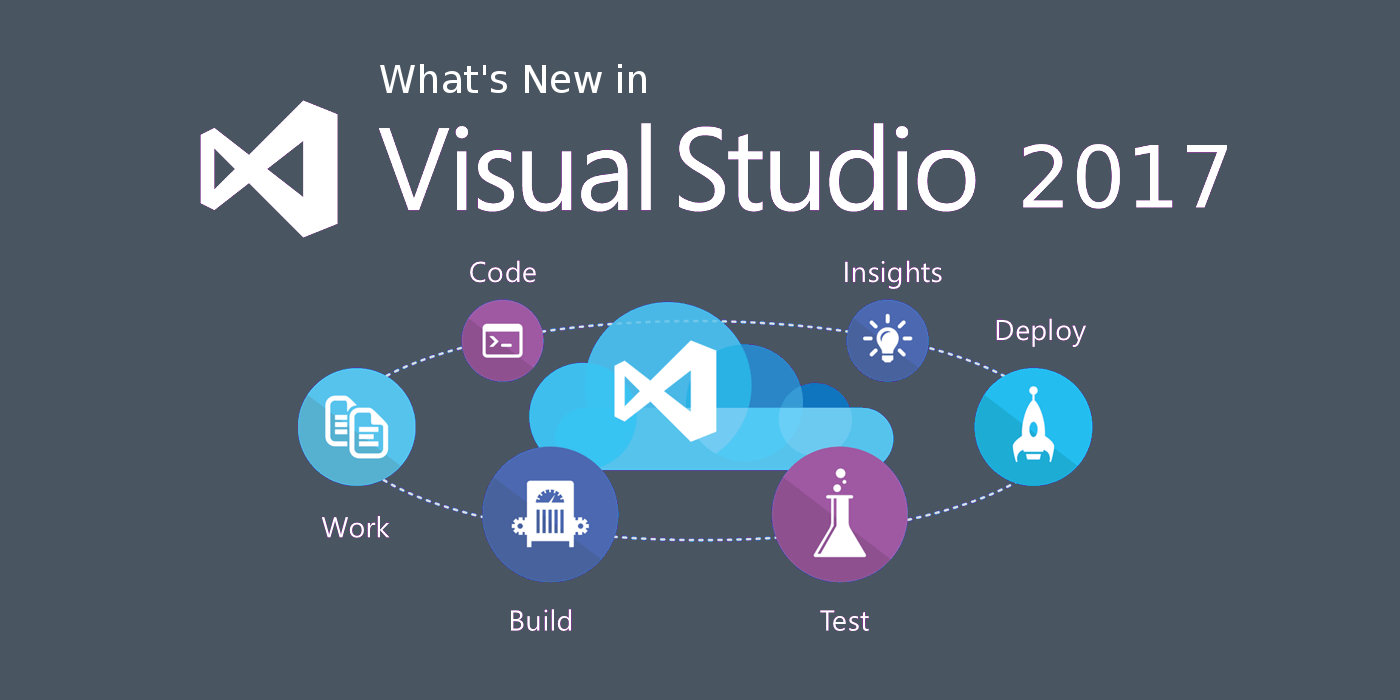 What's New in
Visual Studio 2017
Code
Insights
Deploy
Work
Build
Test